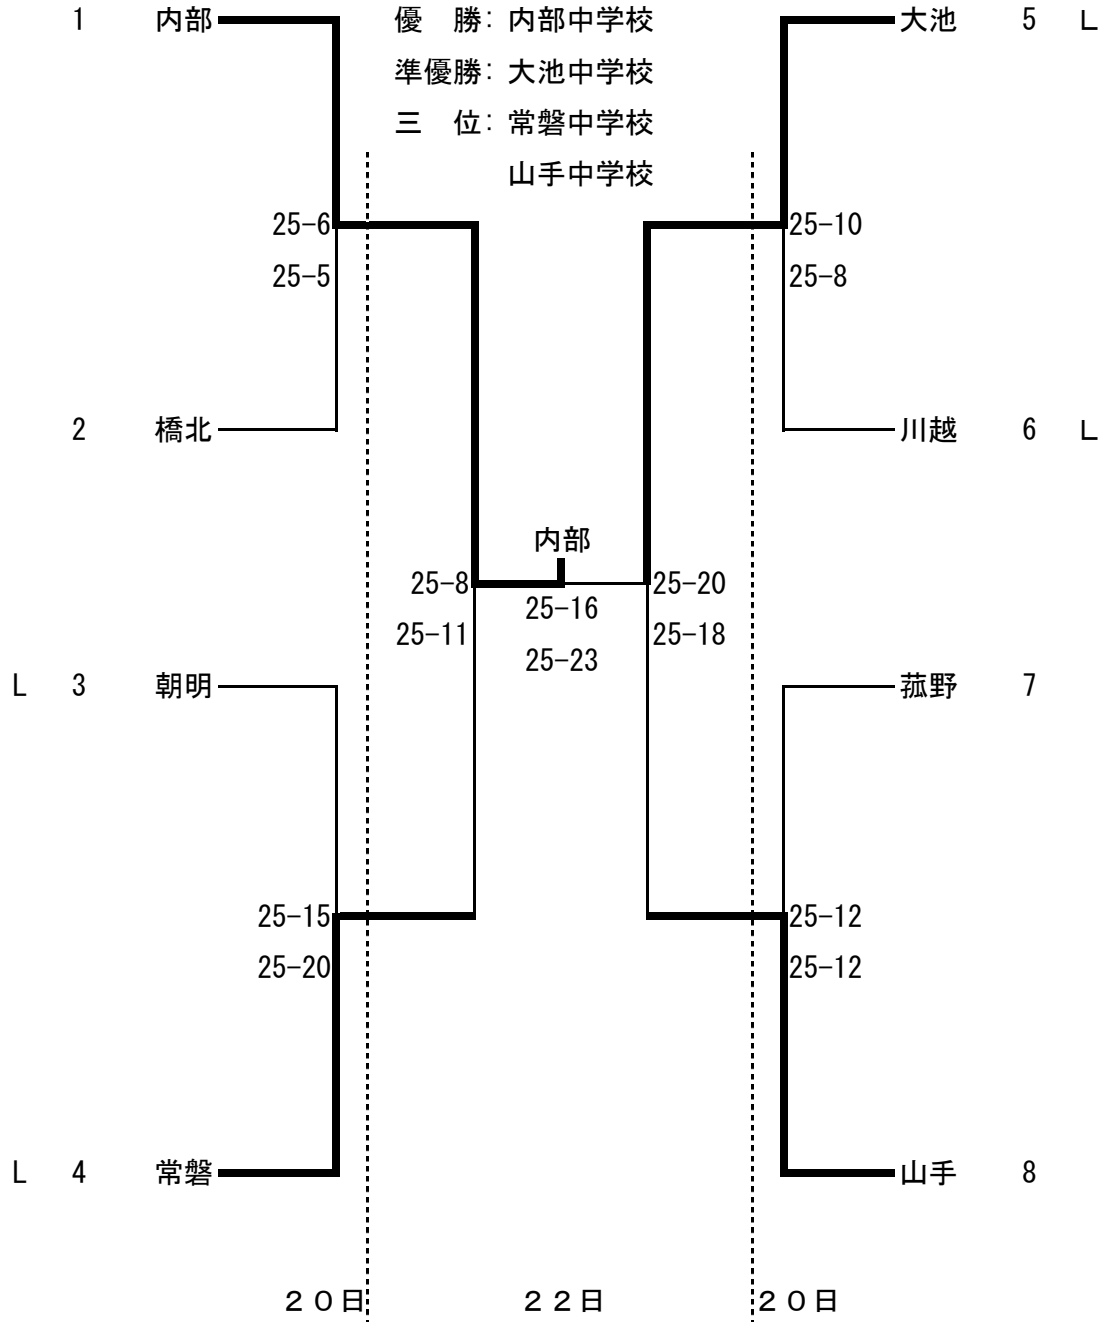 1 内部 優　勝: 内部中学校 大池 5 L
準優勝: 大池中学校
三　位: 常磐中学校
山手中学校
25-6 25-10
25-5 25-8
2 橋北 川越 6 L
内部
25-8 25-20
25-16
25-11 25-18
25-23
L 3 朝明 菰野 7
25-15 25-12
25-20 25-12
L 4 常磐 山手 8
２０日 ２２日 ２０日